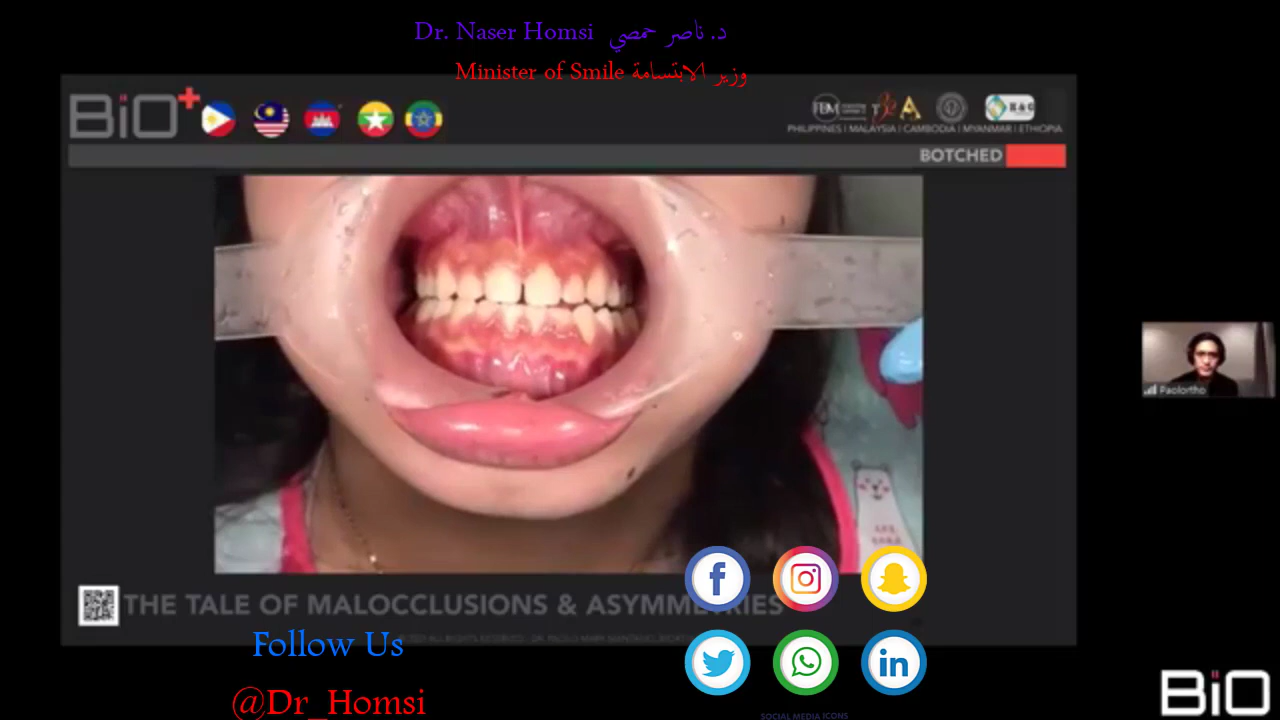 Dr. Naser Homsi د. ناصر حمصي
Minister of Smile وزير الابتسامة
BiO+
PHILIPPINES | MALAYSIA | CAMBODIA | MYANMAR | ETHIOPIA
BOTCHED
Paolortho
THE TALE OF MALOCCLUSIONS & ASYMMETRIES
Follow Us
@Dr_Homsi
SOCIAL MEDIA ICONS
BiO